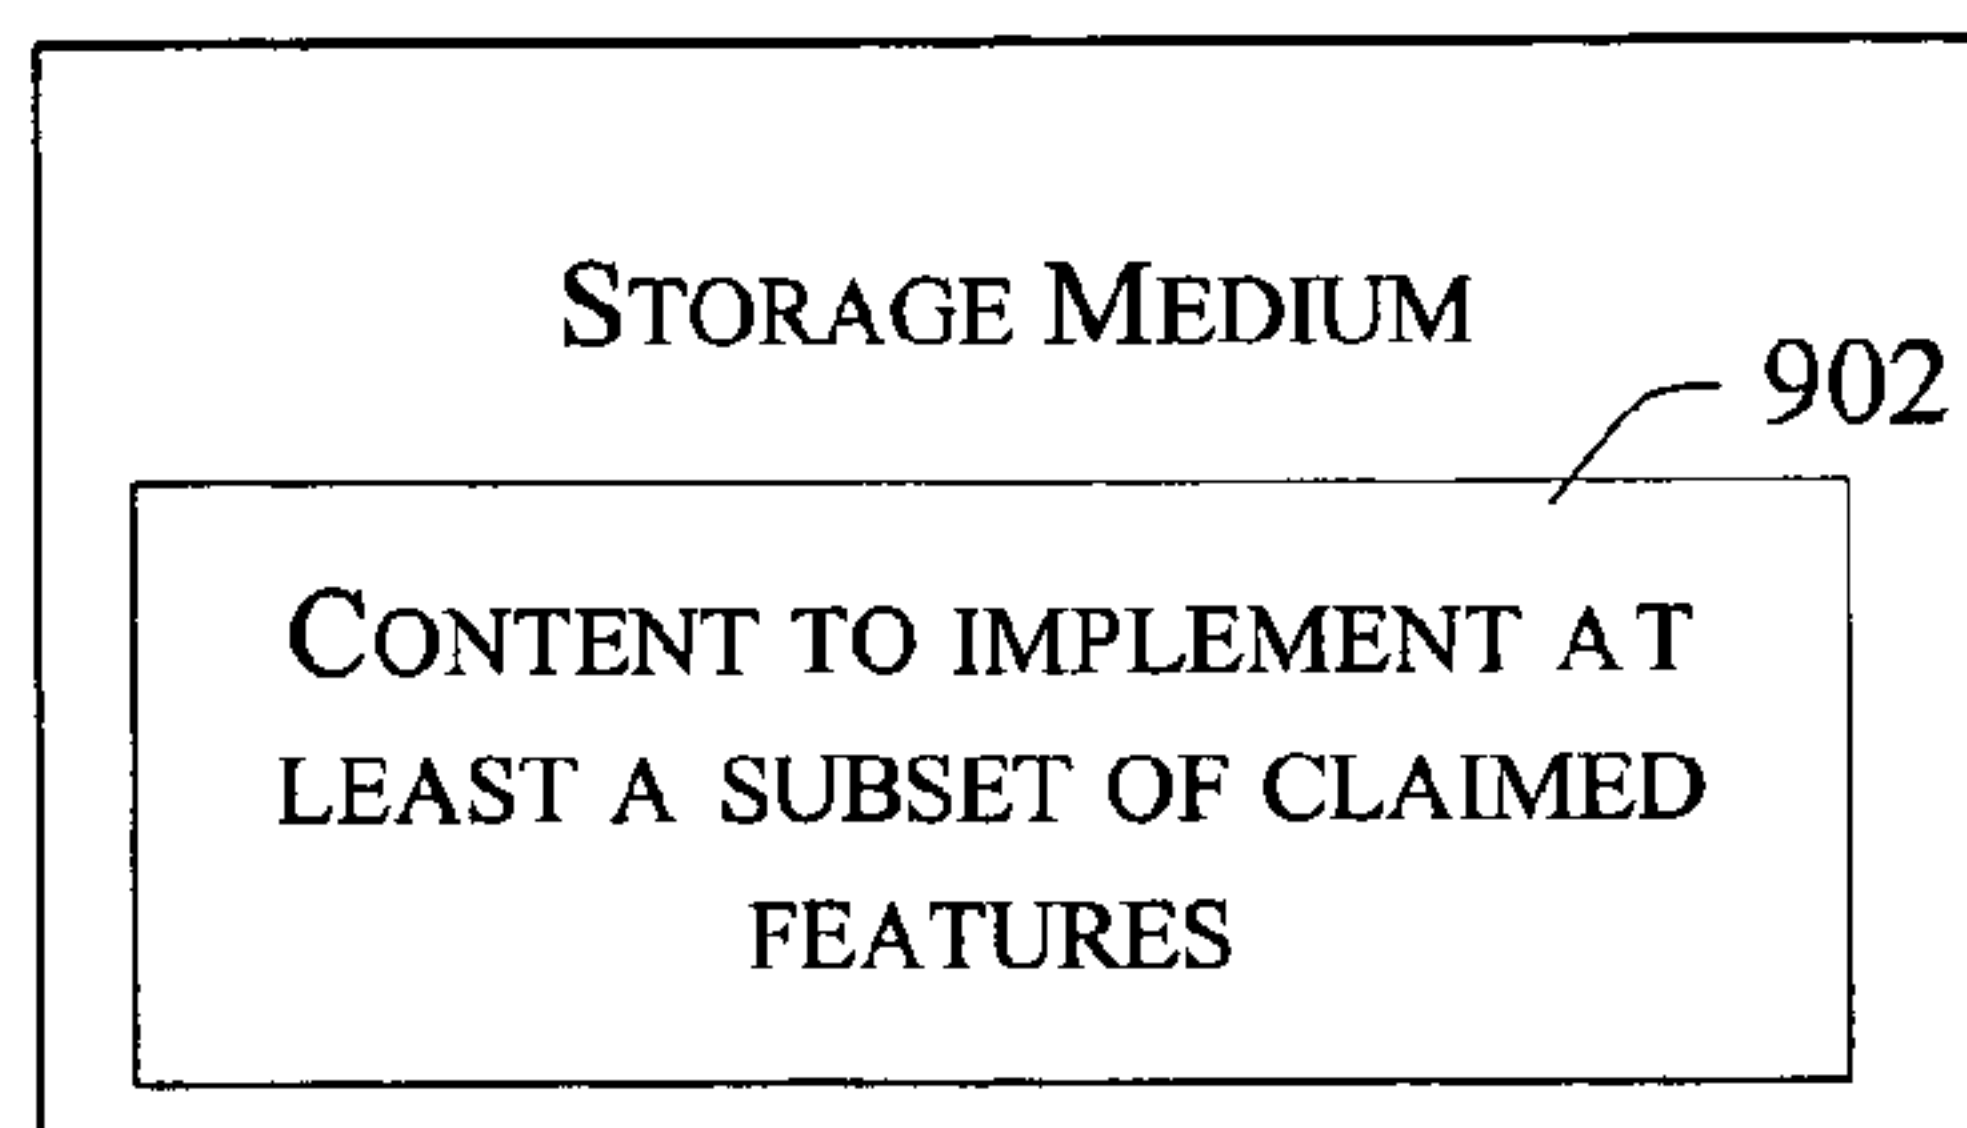 STORAGE MEDIUM
902
CONTENT TO IMPLEMENT AT
LEAST A SUBSET OF CLAIMED
FEATURES